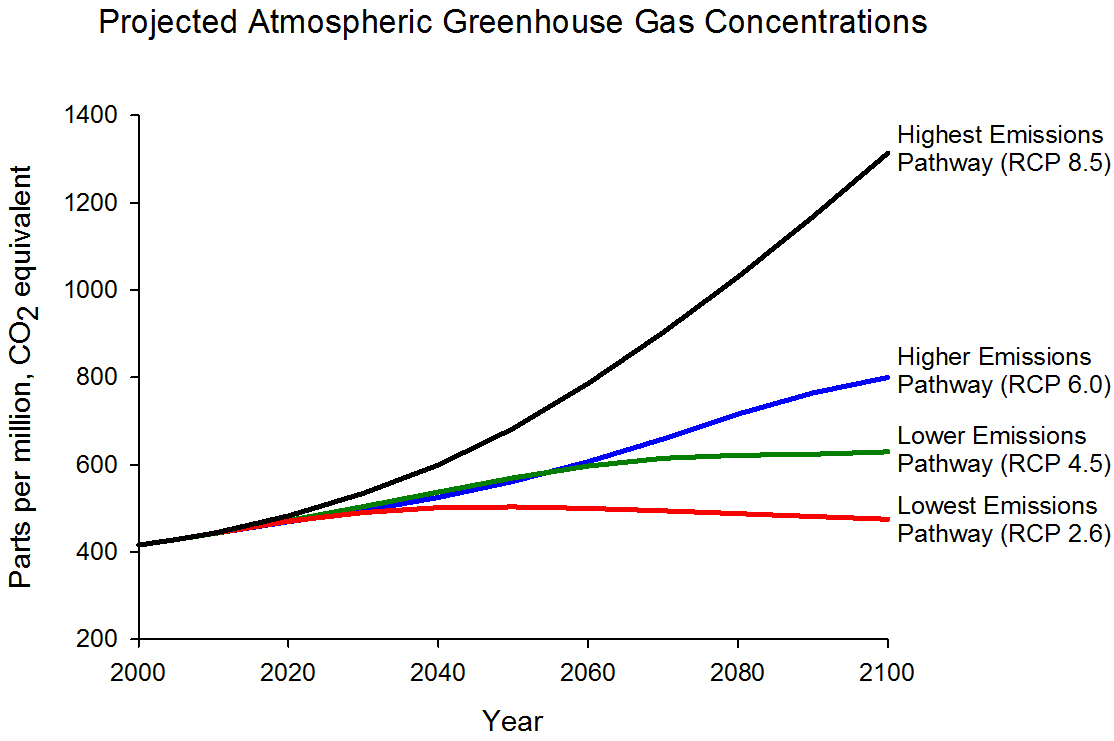 Projected Atmospheric Greenhouse Gas Concentrations
Parts per million, CO2 equivalent
1400
1200
1000
800
600
400
200
Highest Emissions
Pathway (RCP 8.5)
Higher Emissions
Pathway (RCP 6.0)
Lower Emissions
Pathway (RCP 4.5)
Lowest Emissions
Pathway (RCP 2.6)
2000 2020 2040 2060 2080 2100
Year